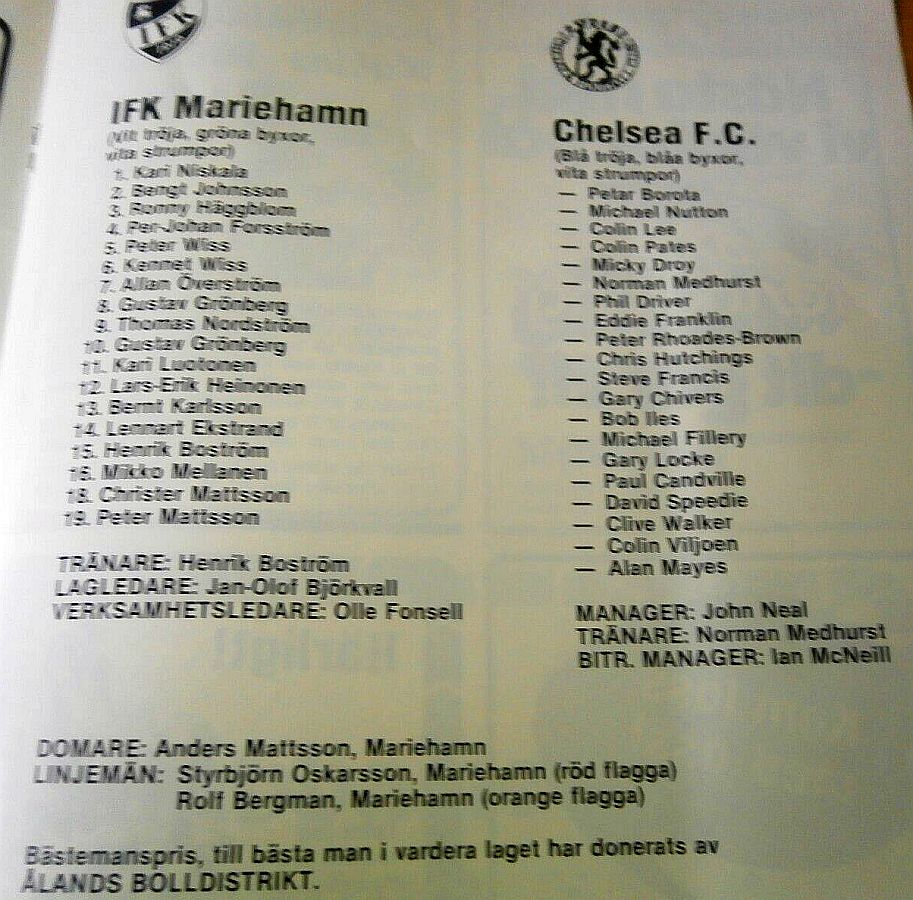 IFK
IFK Mariehamn
(Vit tröja, gröna byxor,
vita strumpor)
1. Kari Niskala
2. Bengt Johnsson
3. Ronny Häggblom
4. Per-Johan Forsström
5. Peter Wiss
6. Kennet Wiss
7. Allan Överström
8. Gustav Grönberg
9. Thomas Nordström
10. Gustav Grönberg
11. Kari Luotonen
12. Lars-Erik Heinonen
13. Bernt Karlsson
14. Lennart Ekstrand
15. Henrik Boström
16. Mikko Mellanen
18. Christer Mattsson
19. Peter Mattsson
TRÄNARE: Henrik Boström
LAGLEDARE: Jan-Olof Björkvall
VERKSAMHETSLEDARE: Olle Fonsell
Chelsea F.C.
(Blå tröja, blåa byxor,
vita strumpor)
— Petar Borota
— Michael Nutton
— Colin Lee
— Colin Pates
— Micky Droy
— Norman Medhurst
— Phil Driver
— Eddie Franklin
— Peter Rhoades-Brown
— Chris Hutchings
— Steve Francis
— Gary Chivers
— Bob Iles
— Michael Fillery
— Gary Locke
— Paul Candville
— David Speedie
— Clive Walker
— Colin Viljoen
— Alan Mayes
MANAGER: John Neal
TRÄNARE: Norman Medhurst
BITR. MANAGER: Ian McNeill
DOMARE: Anders Mattsson, Mariehamn
LINJEMÄN: Styrbjörn Oskarsson, Mariehamn (röd flagga)
Rolf Bergman, Mariehamn (orange flagga)
Bästemanspris, till bästa man i vardera laget har donerats av
ÅLANDS BOLLDISTRIKT.